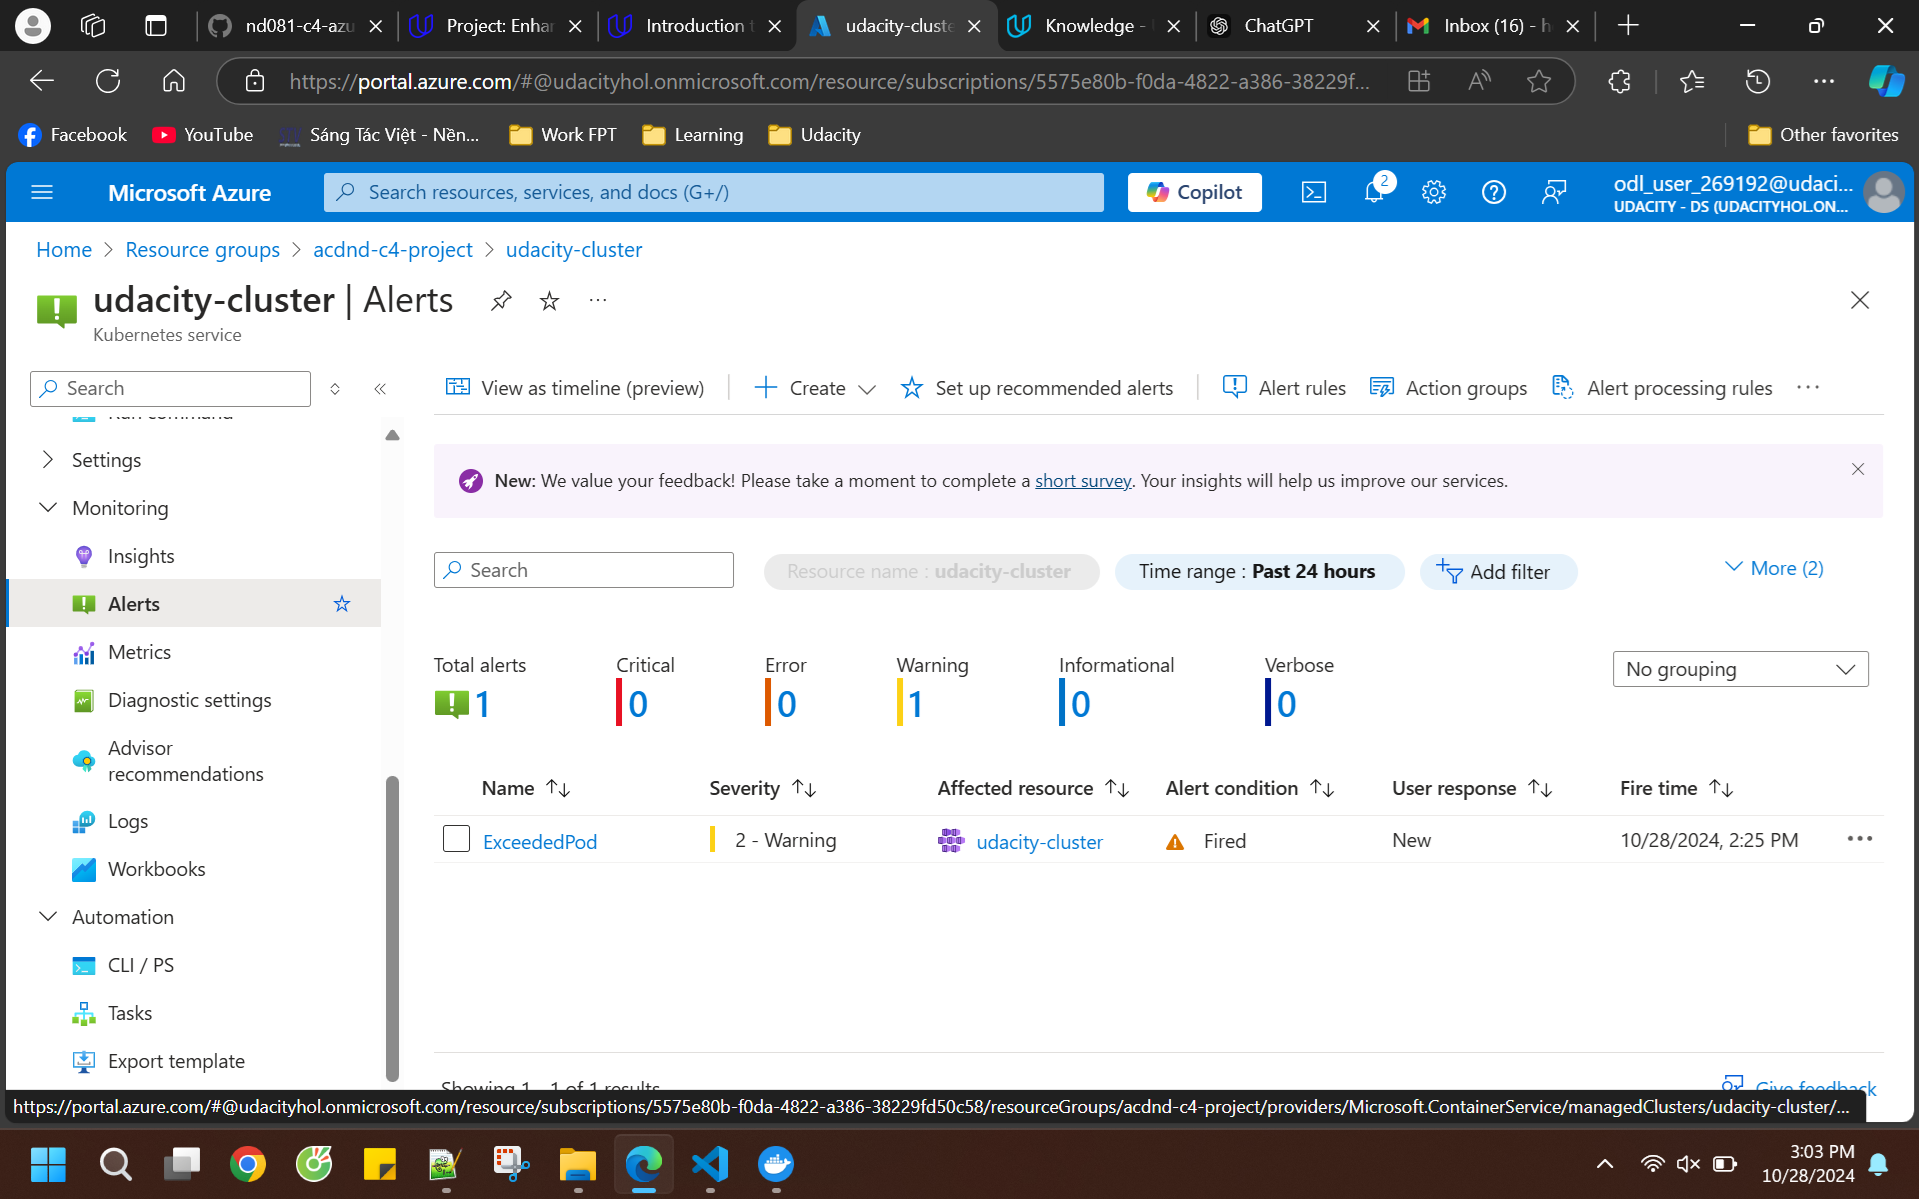 nd081-c4-azu
Project: Enhan
Introduction t
udacity-cluste
Knowledge -
ChatGPT
Inbox (16) - h
https://portal.azure.com/#@udacityhol.onmicrosoft.com/resource/subscriptions/5575e80b-f0da-4822-a386-38229f...
Facebook
YouTube
Sáng Tác Việt - Nền...
Work FPT
Learning
Udacity
Other favorites
Microsoft Azure
Search resources, services, and docs (G+/)
Copilot
2
odl_user_269192@udaci...
UDACITY - DS (UDACITYHOL.ON...
Home > Resource groups > acdnd-c4-project > udacity-cluster
udacity-cluster | Alerts
Kubernetes service
Search
View as timeline (preview)
Create
Set up recommended alerts
Alert rules
Action groups
Alert processing rules
Run command
Settings
Monitoring
Insights
Alerts
Metrics
Diagnostic settings
Advisor
recommendations
Logs
Workbooks
Automation
CLI / PS
Tasks
Export template
New: We value your feedback! Please take a moment to complete a short survey. Your insights will help us improve our services.
Search
Resource name : udacity-cluster
Time range : Past 24 hours
Add filter
More (2)
Total alerts
1
Critical
0
Error
0
Warning
1
Informational
0
Verbose
0
No grouping
Name
Severity
Affected resource
Alert condition
User response
Fire time
ExceededPod
2 - Warning
udacity-cluster
Fired
New
10/28/2024, 2:25 PM
Showing 1 - 1 of 1 results.
Give feedback
https://portal.azure.com/#@udacityhol.onmicrosoft.com/resource/subscriptions/5575e80b-f0da-4822-a386-38229fd50c58/resourceGroups/acdnd-c4-project/providers/Microsoft.ContainerService/managedClusters/udacity-cluster/...
3:03 PM
10/28/2024